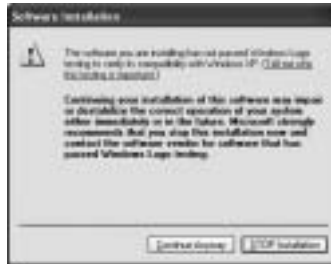 Software Installation
The software you are installing has not passed Windows Logo
testing to verify its compatibility with Windows XP. (Tell me why
this testing is important.)
Continuing your installation of this software may impair
or destabilize the correct operation of your system
either immediately or in the future. Microsoft strongly
recommends that you stop this installation now and
contact the software vendor for software that has
passed Windows Logo testing.
Continue Anyway
STOP Installation